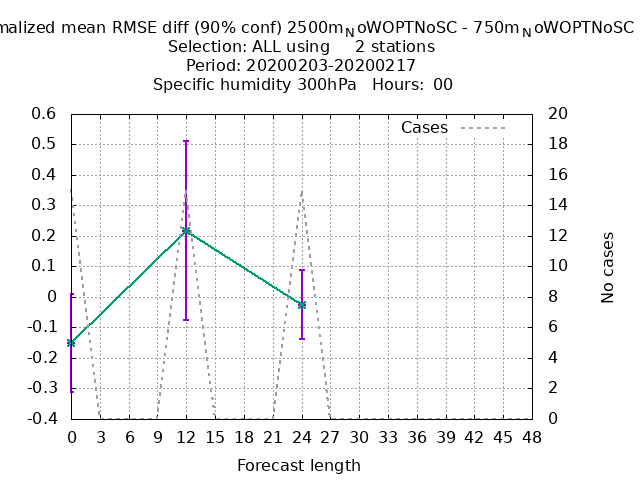 malized mean RMSE diff (90% conf) 2500mNoWOPTNoSC - 750mNoWOPTNoSC
Selection: ALL using 2 stations
Period: 20200203-20200217
Specific humidity 300hPa Hours: 00
Cases
0.6
0.5
0.4
0.3
0.2
0.1
0
-0.1
-0.2
-0.3
-0.4
20
18
16
14
12
10
8
6
4
2
0
No cases
0 3 6 9 12 15 18 21 24 27 30 33 36 39 42 45 48
Forecast length